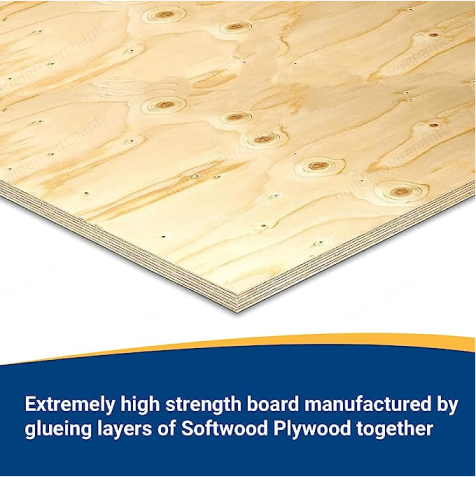 Extremely high strength board manufactured by
glueing layers of Softwood Plywood together